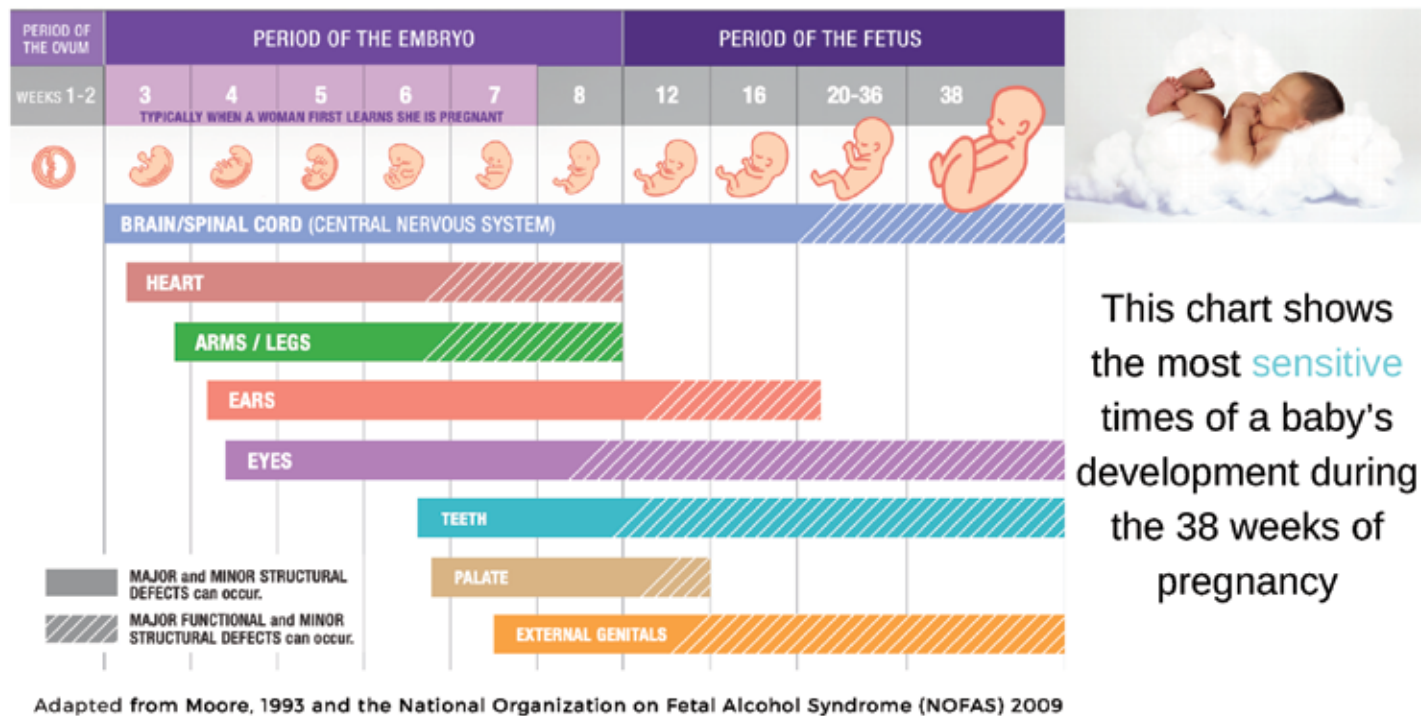 PERIOD OF
THE OVUM
PERIOD OF THE EMBRYO
PERIOD OF THE FETUS
WEEKS 1-2
3
4
5
6
7
8
12
16
20-36
38
TYPICALLY WHEN A WOMAN FIRST LEARNS SHE IS PREGNANT
BRAIN/SPINAL CORD (CENTRAL NERVOUS SYSTEM)
HEART
ARMS / LEGS
EARS
EYES
TEETH
PALATE
EXTERNAL GENITALS
MAJOR and MINOR STRUCTURAL
DEFECTS can occur.
MAJOR FUNCTIONAL and MINOR
STRUCTURAL DEFECTS can occur.
This chart shows
the most sensitive
times of a baby's
development during
the 38 weeks of
pregnancy
Adapted from Moore, 1993 and the National Organization on Fetal Alcohol Syndrome (NOFAS) 2009